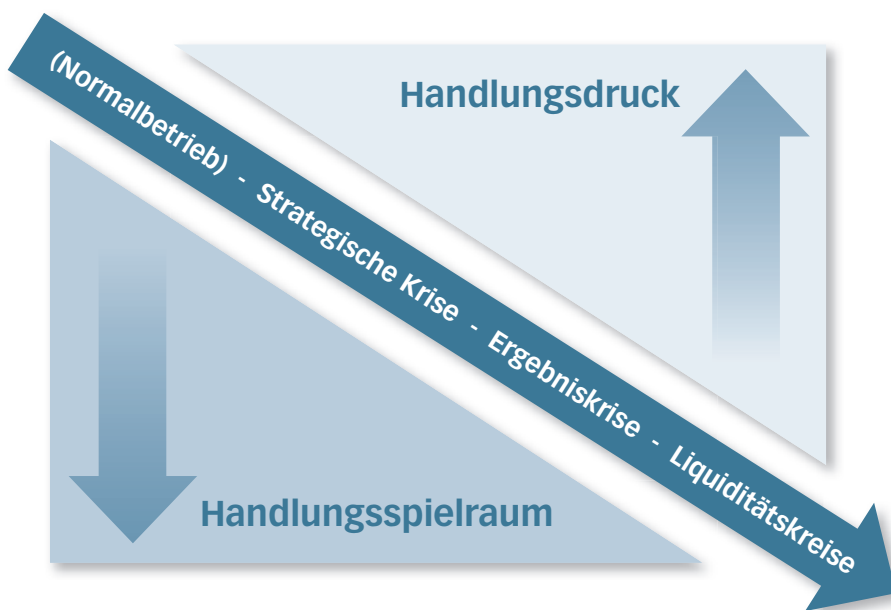 (Normalbetrieb) - Strategische Krise - Ergebniskrise - Liquiditätskreise
Handlungsdruck
Handlungsspielraum